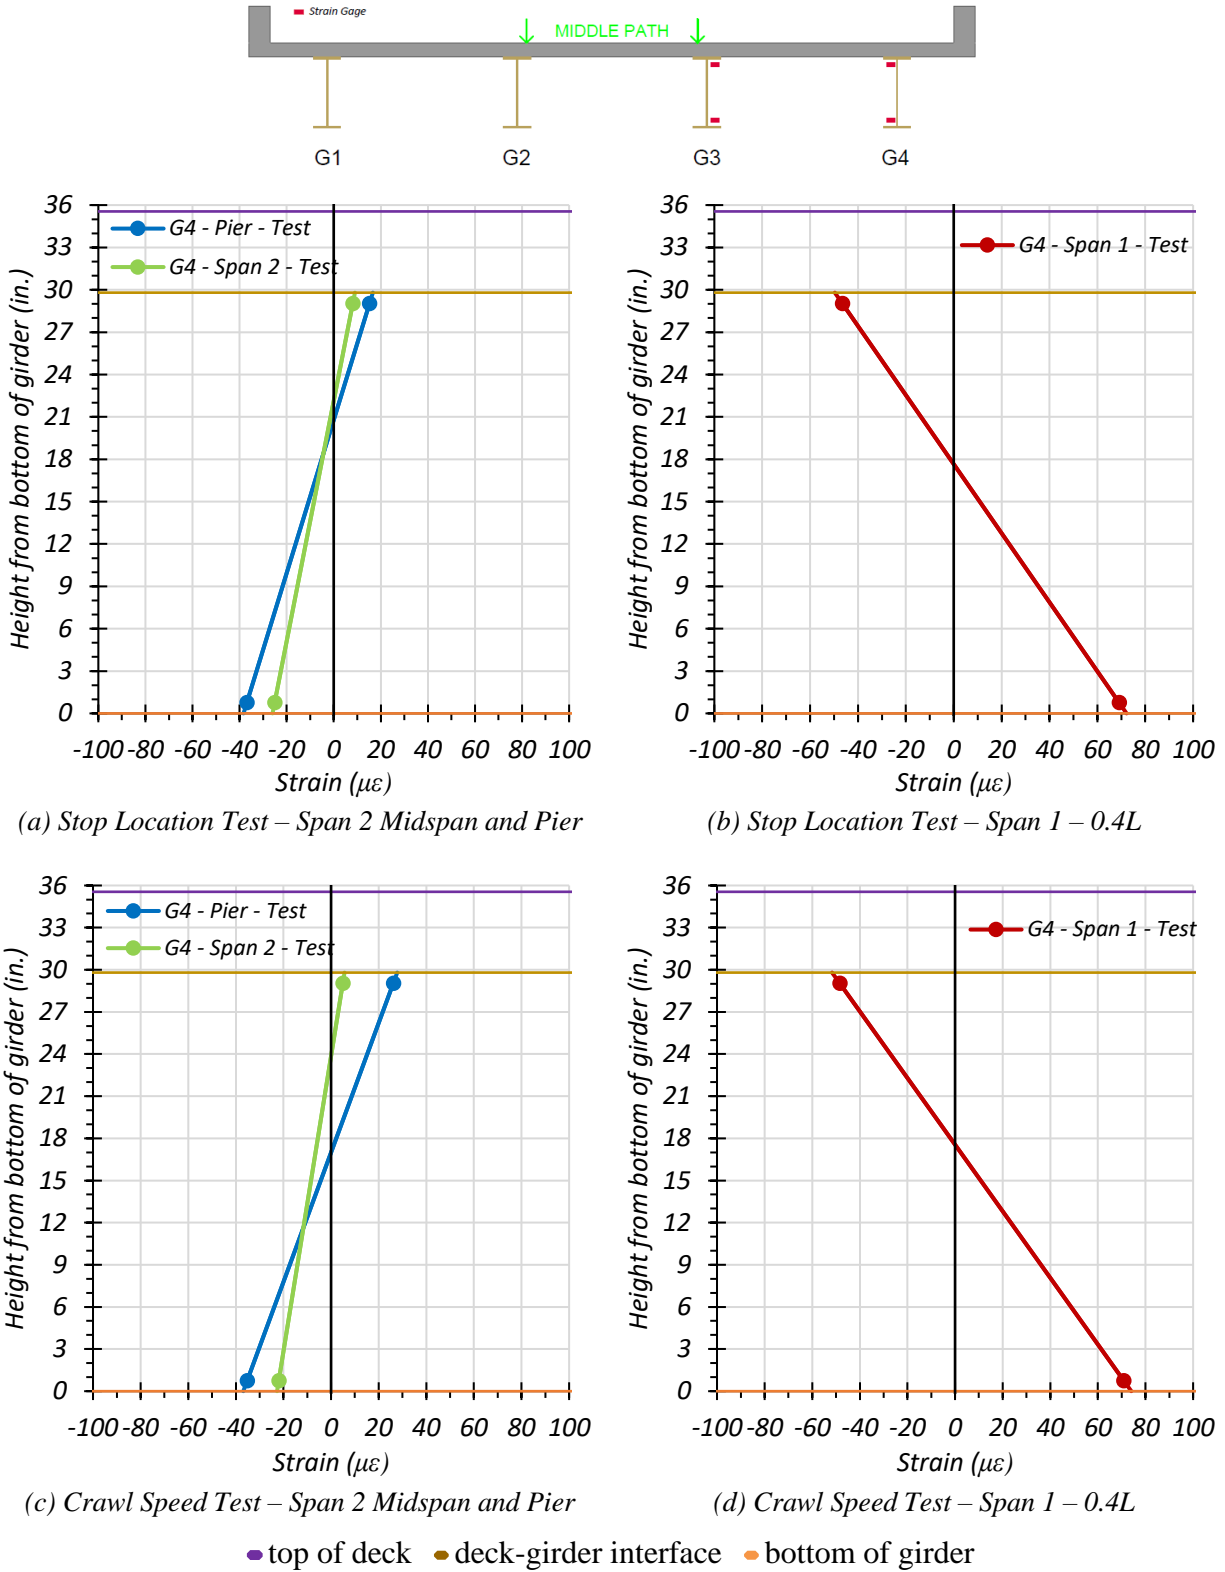 Strain Gage
MIDDLE PATH
G1 G2 G3 G4
36
33
30
27
24
21
18
15
12
9
6
3
0
Height from bottom of girder (in.)
G4 - Pier - Test
G4 - Span 2 - Test
-100 -80 -60 -40 -20 0 20 40 60 80 100
Strain (με)
(a) Stop Location Test – Span 2 Midspan and Pier
36
33
30
27
24
21
18
15
12
9
6
3
0
Height from bottom of girder (in.)
G4 - Span 1 - Test
-100 -80 -60 -40 -20 0 20 40 60 80 100
Strain (με)
(b) Stop Location Test – Span 1 – 0.4L
36
33
30
27
24
21
18
15
12
9
6
3
0
Height from bottom of girder (in.)
G4 - Pier - Test
G4 - Span 2 - Test
-100 -80 -60 -40 -20 0 20 40 60 80 100
Strain (με)
(c) Crawl Speed Test – Span 2 Midspan and Pier
36
33
30
27
24
21
18
15
12
9
6
3
0
Height from bottom of girder (in.)
G4 - Span 1 - Test
-100 -80 -60 -40 -20 0 20 40 60 80 100
Strain (με)
(d) Crawl Speed Test – Span 1 – 0.4L
top of deck deck-girder interface bottom of girder